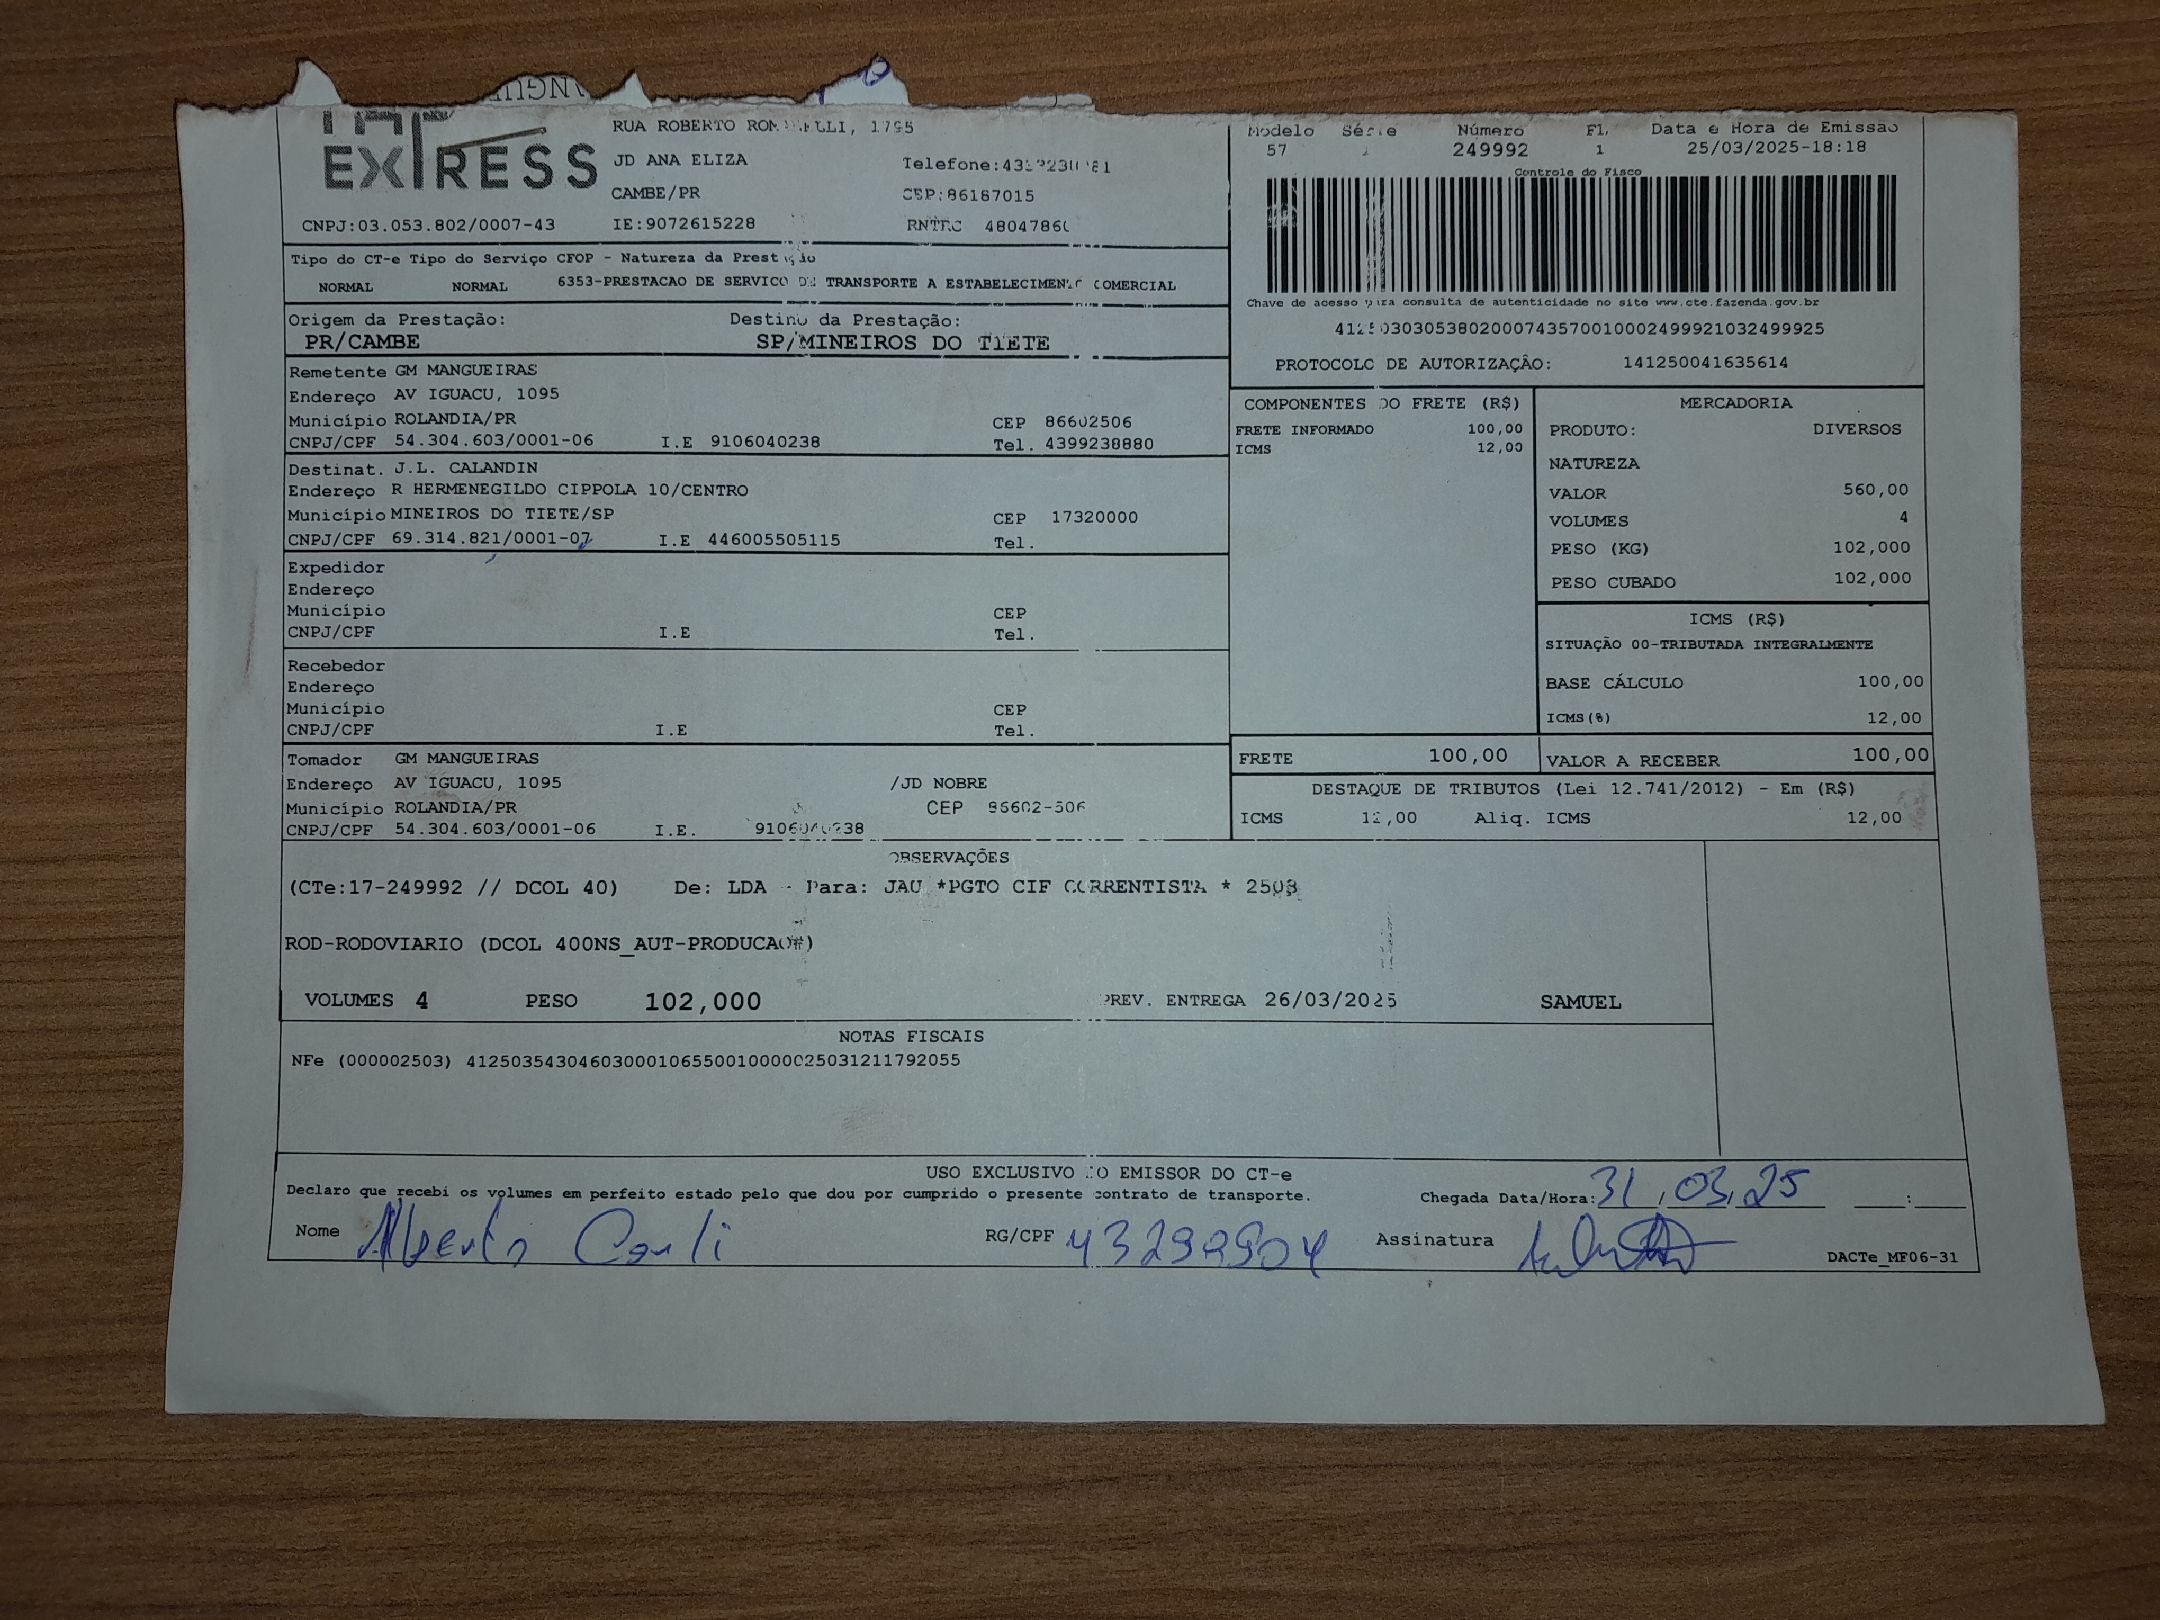 EXPRESS
RUA ROBERTO 1795
JD ANA ELIZA Telefone:
CAMBE/PR CEP:86187015
CNPJ:03.053.802/0007-43 IE:9072615228 RNTRC
Modelo Série Número Fl. Data e Hora de Emissão
57 249992 1 25/03/2025-18:18
Controle do Fisco
Chave de acesso para consulta de autenticidade no site www.cte.fazenda.gov.br
PROTOCOLO DE AUTORIZAÇÃO: 141250041635614
Tipo do CT-e Tipo do Serviço CFOP - Natureza da Prestação
NORMAL NORMAL 6353-PRESTACAO DE SERVICO DE TRANSPORTE A ESTABELECIMENTO COMERCIAL
Origem da Prestação: Destino da Prestação:
PR/CAMBE SP/MINEIROS DO TIETE
Remetente GM MANGUEIRAS
Endereço AV IGUACU, 1095
Município ROLANDIA/PR CEP 86602506
CNPJ/CPF 54.304.603/0001-06 I.E 9106040238 Tel. 4399238880
Destinat. J.L. CALANDIN
Endereço R HERMENEGILDO CIPPOLA 10/CENTRO
Município MINEIROS DO TIETE/SP CEP 17320000
CNPJ/CPF 69.314.821/0001-07 I.E 446005505115 Tel.
Expedidor
Endereço
Município CEP
CNPJ/CPF I.E Tel.
Recebedor
Endereço
Município CEP
CNPJ/CPF I.E Tel.
Tomador GM MANGUEIRAS
Endereço AV IGUACU, 1095 /JD NOBRE
Município ROLANDIA/PR CEP 86602-506
CNPJ/CPF 54.304.603/0001-06 I.E. 9106040238
COMPONENTES DO FRETE (R$)
FRETE INFORMADO 100,00
ICMS 12,00
MERCADORIA
PRODUTO: DIVERSOS
NATUREZA
VALOR 560,00
VOLUMES 4
PESO (KG) 102,000
PESO CUBADO 102,000
ICMS (R$)
SITUAÇÃO 00-TRIBUTADA INTEGRALMENTE
BASE CÁLCULO 100,00
ICMS(%) 12,00
FRETE 100,00 VALOR A RECEBER 100,00
DESTAQUE DE TRIBUTOS (Lei 12.741/2012) - Em (R$)
ICMS 12,00 Aliq. ICMS 12,00
OBSERVAÇÕES
(CTe:17-249992 // DCOL 40) De: LDA - Para: JAU *PGTO CIF CORRENTISTA * 2503
ROD-RODOVIARIO (DCOL 400NS_AUT-PRODUCAO#)
VOLUMES 4 PESO 102,000 PREV. ENTREGA 26/03/2025 SAMUEL
NOTAS FISCAIS
NFe (000002503) 41250354304603000106550010000025031211792055
USO EXCLUSIVO DO EMISSOR DO CT-e
Declaro que recebi os volumes em perfeito estado pelo que dou por cumprido o presente contrato de transporte. Chegada Data/Hora: 31/03/25 :
Nome Alberto RG/CPF Assinatura
DACTe_MF06-31